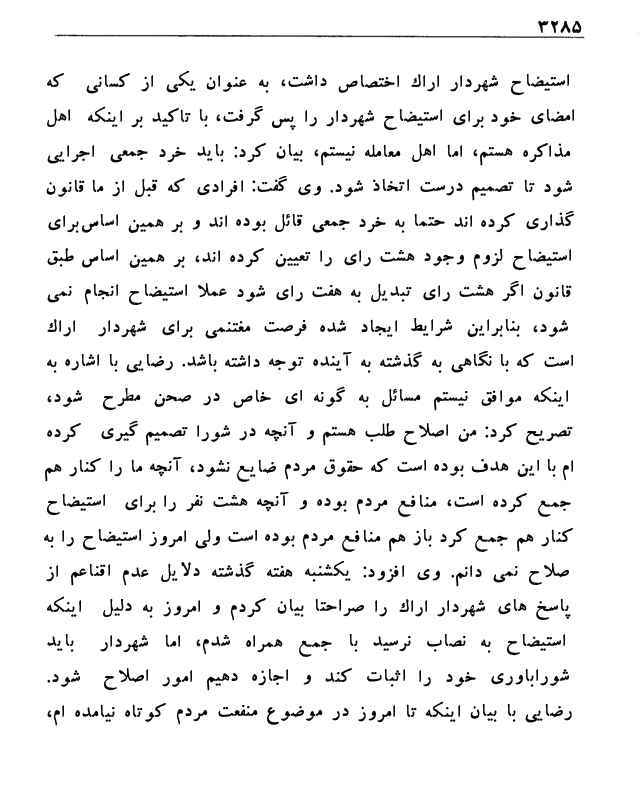 ۳۲۸۵
استیضاح شهردار اراك اختصاص داشت، به عنوان یکی از کسانی که
امضای خود برای استیضاح شهردار را پس گرفت، با تاکید بر اینکه اهل
مذاکره هستم، اما اهل معامله نیستم، بیان کرد: باید خرد جمعی اجرایی
شود تا تصمیم درست اتخاذ شود. وی گفت: افرادی که قبل از ما قانون
گذاری کرده اند حتما به خرد جمعی قائل بوده اند و بر همین اساس برای
استیضاح لزوم وجود هشت رای را تعیین کرده اند، بر همین اساس طبق
قانون اگر هشت رای تبدیل به هفت رای شود عملا استیضاح انجام نمی
شود، بنابراین شرایط ایجاد شده فرصت مغتنمی برای شهردار اراك
است که با نگاهی به گذشته به آینده توجه داشته باشد. رضایی با اشاره به
اینکه موافق نیستم مسائل به گونه ای خاص در صحن مطرح شود،
تصریح کرد: من اصلاح طلب هستم و آنچه در شورا تصمیم گیری کرده
ام با این هدف بوده است که حقوق مردم ضایع نشود، آنچه ما را کنار هم
جمع کرده است، منافع مردم بوده و آنچه هشت نفر را برای استیضاح
کنار هم جمع کرد باز هم منافع مردم بوده است ولی امروز استیضاح را به
صلاح نمی دانم. وی افزود: یکشنبه هفته گذشته دلایل عدم اقناعم از
پاسخ های شهردار اراك را صراحتا بیان کردم و امروز به دلیل اینکه
استیضاح به نصاب نرسید با جمع همراه شدم، اما شهردار باید
شوراباوری خود را اثبات کند و اجازه دهیم امور اصلاح شود.
رضایی با بیان اینکه تا امروز در موضوع منفعت مردم کوتاه نیامده ام،